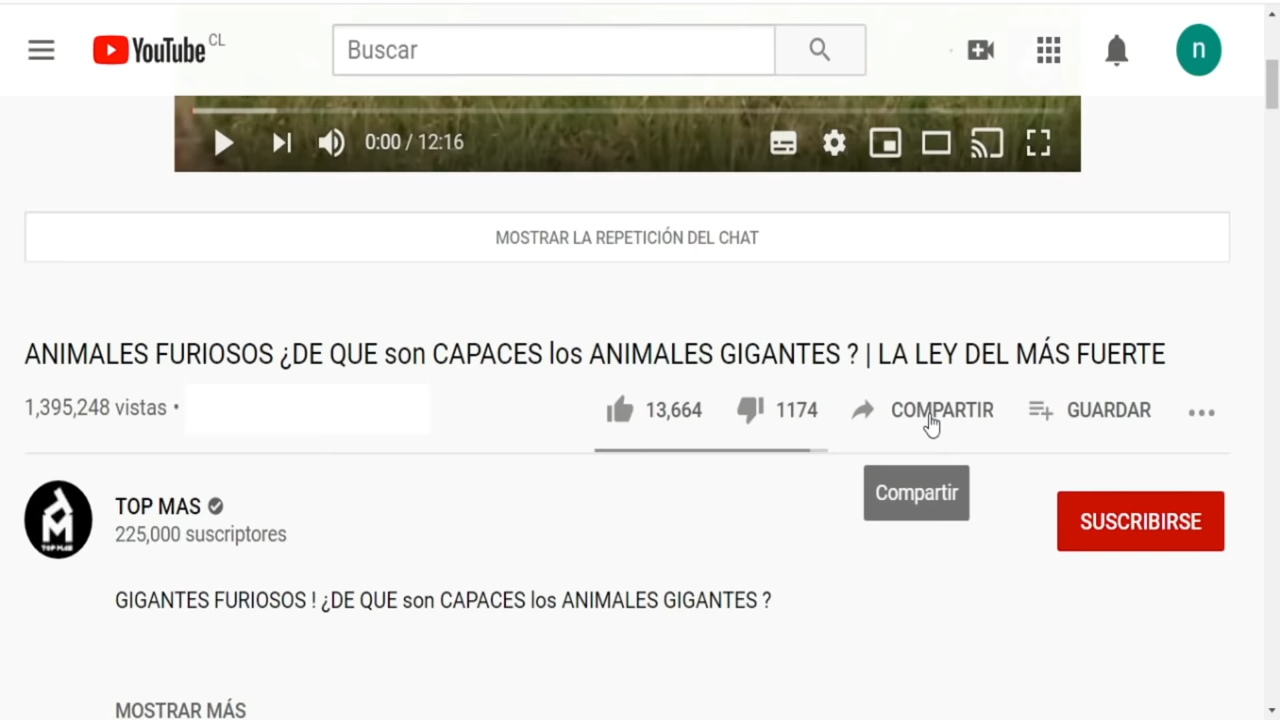 YouTube CL
Buscar
n
0:00 / 12:16
MOSTRAR LA REPETICIÓN DEL CHAT
ANIMALES FURIOSOS ¿DE QUE son CAPACES los ANIMALES GIGANTES ? | LA LEY DEL MÁS FUERTE
1,395,248 vistas •
13,664
1174
COMPARTIR
GUARDAR
Compartir
TOP MAS
225,000 suscriptores
TOP MAS
SUSCRIBIRSE
GIGANTES FURIOSOS ! ¿DE QUE son CAPACES los ANIMALES GIGANTES ?
MOSTRAR MÁS